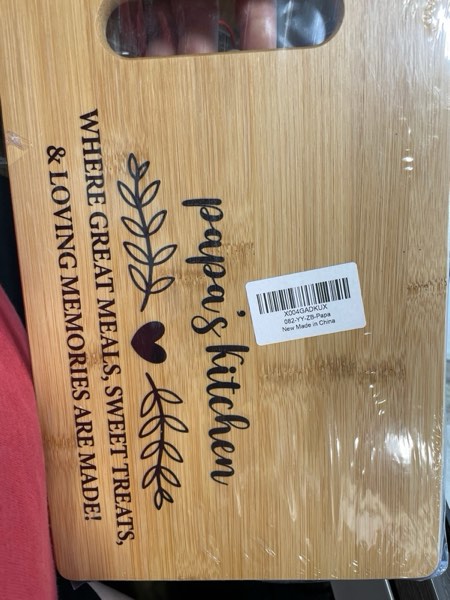 papa's kitchen
WHERE GREAT MEALS, SWEET TREATS,
& LOVING MEMORIES ARE MADE!
X004GAOKUX
082-YY-ZB-Papa
New Made in China